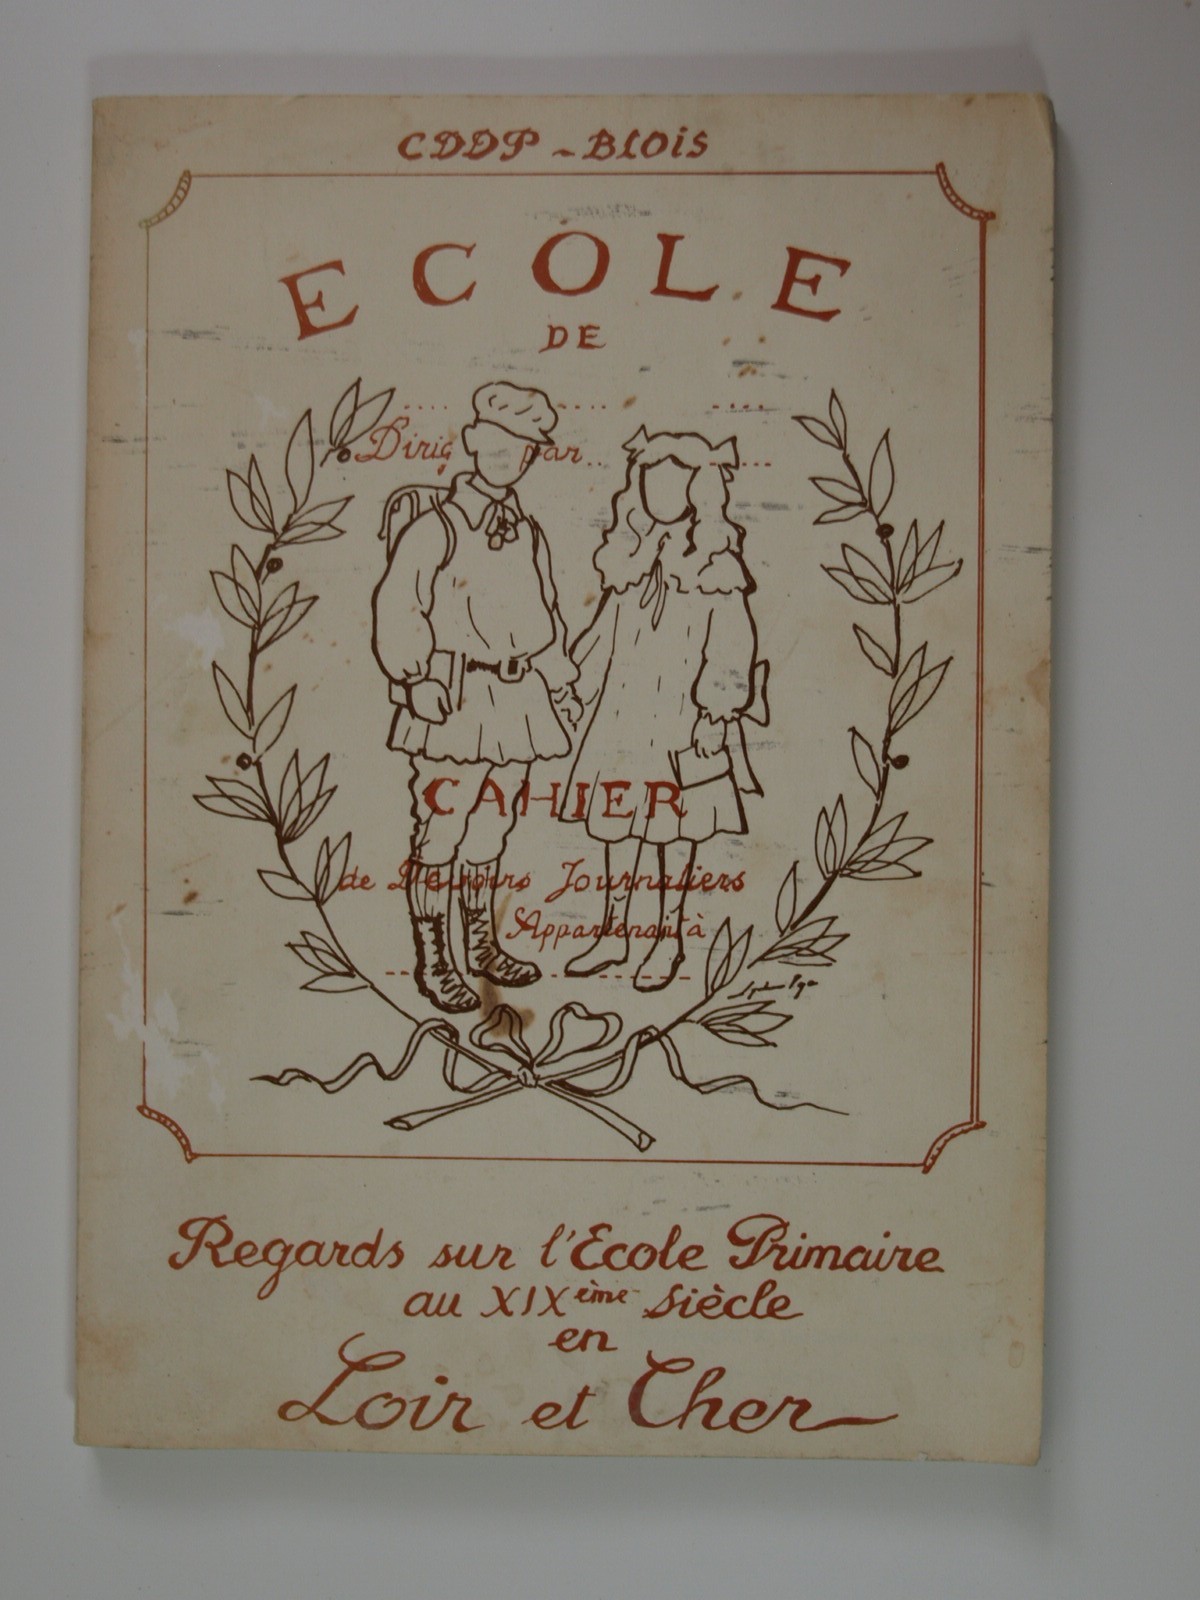 CDDP - BLOIS
ECOLE
DE
Dirig par
CAHIER
de Devoirs Journaliers
Appartenant à
Regards sur l'Ecole Primaire
au XIXème Siècle
en
Loir et Cher